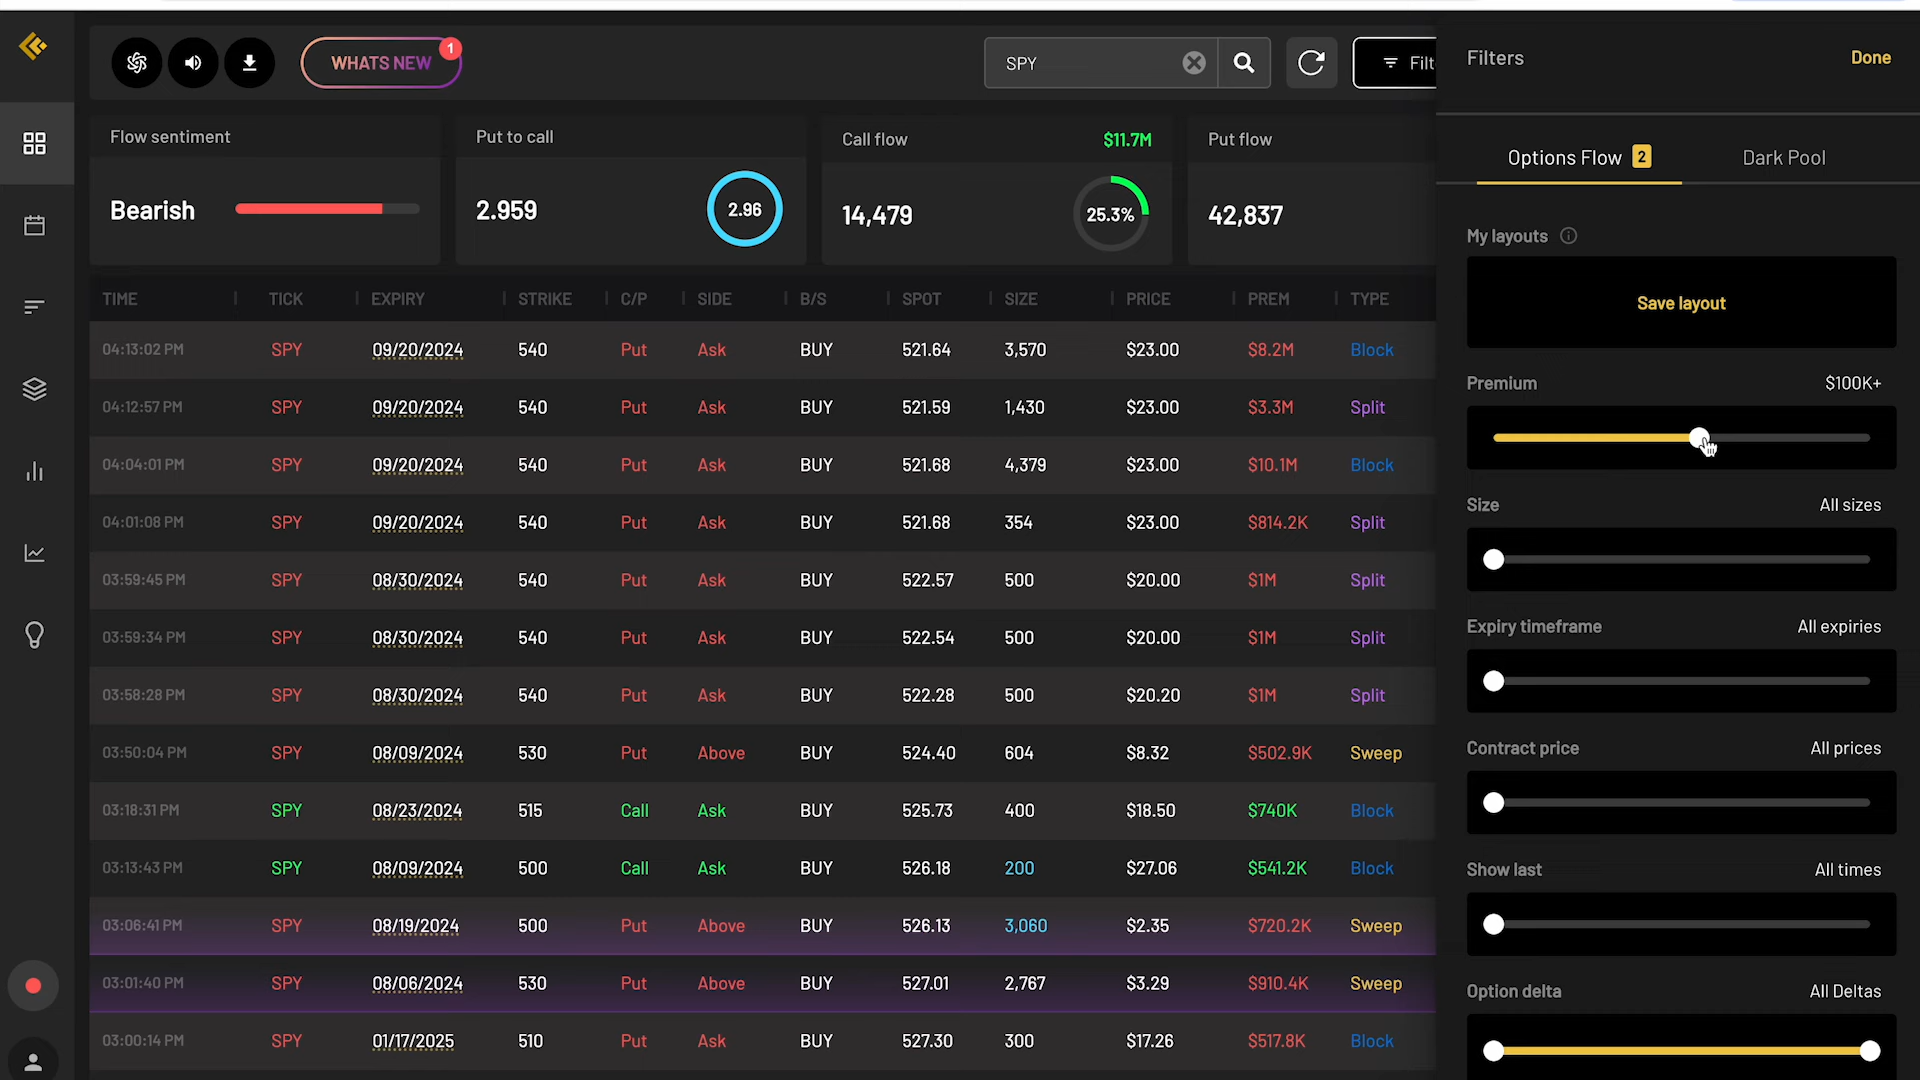 WHATS NEW 1
SPY
Filt
Filters
Done
Flow sentiment
Bearish
Put to call
2.959
2.96
Call flow
$11.7M
14,479
25.3%
Put flow
42,837
Options Flow 2
Dark Pool
My layouts
Save layout
Premium $100K+
Size All sizes
Expiry timeframe All expiries
Contract price All prices
Show last All times
Option delta All Deltas
TIME TICK EXPIRY STRIKE C/P SIDE B/S SPOT SIZE PRICE PREM TYPE
04:13:02 PM SPY 09/20/2024 540 Put Ask BUY 521.64 3,570 $23.00 $8.2M Block
04:12:57 PM SPY 09/20/2024 540 Put Ask BUY 521.59 1,430 $23.00 $3.3M Split
04:04:01 PM SPY 09/20/2024 540 Put Ask BUY 521.68 4,379 $23.00 $10.1M Block
04:01:08 PM SPY 09/20/2024 540 Put Ask BUY 521.68 354 $23.00 $814.2K Split
03:59:45 PM SPY 08/30/2024 540 Put Ask BUY 522.57 500 $20.00 $1M Split
03:59:34 PM SPY 08/30/2024 540 Put Ask BUY 522.54 500 $20.00 $1M Split
03:58:28 PM SPY 08/30/2024 540 Put Ask BUY 522.28 500 $20.20 $1M Split
03:50:04 PM SPY 08/09/2024 530 Put Above BUY 524.40 604 $8.32 $502.9K Sweep
03:18:31 PM SPY 08/23/2024 515 Call Ask BUY 525.73 400 $18.50 $740K Block
03:13:43 PM SPY 08/09/2024 500 Call Ask BUY 526.18 200 $27.06 $541.2K Block
03:06:41 PM SPY 08/19/2024 500 Put Above BUY 526.13 3,060 $2.35 $720.2K Sweep
03:01:40 PM SPY 08/06/2024 530 Put Above BUY 527.01 2,767 $3.29 $910.4K Sweep
03:00:14 PM SPY 01/17/2025 510 Put Ask BUY 527.30 300 $17.26 $517.8K Block